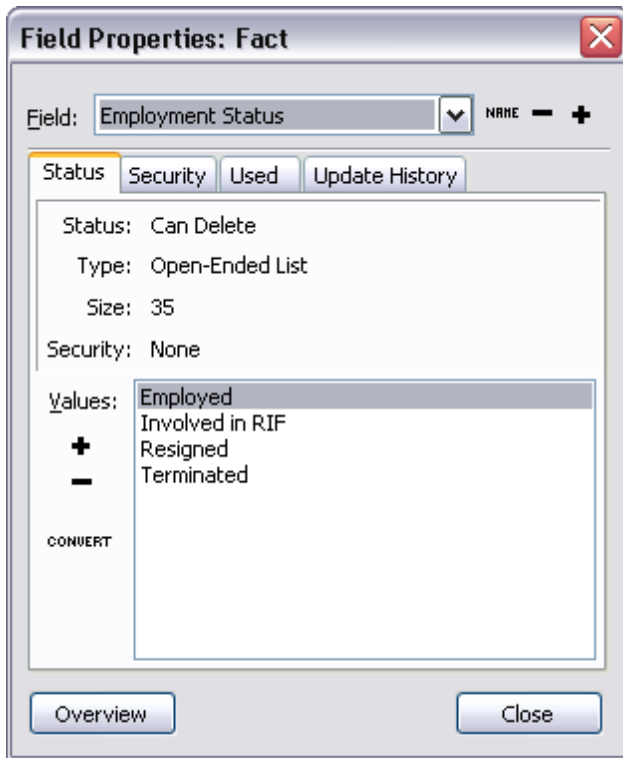 Field Properties: Fact
Field: Employment Status NAME
Status Security Used Update History
Status: Can Delete
Type: Open-Ended List
Size: 35
Security: None
Values: Employed
Involved in RIF
Resigned
Terminated
CONVERT
Overview Close